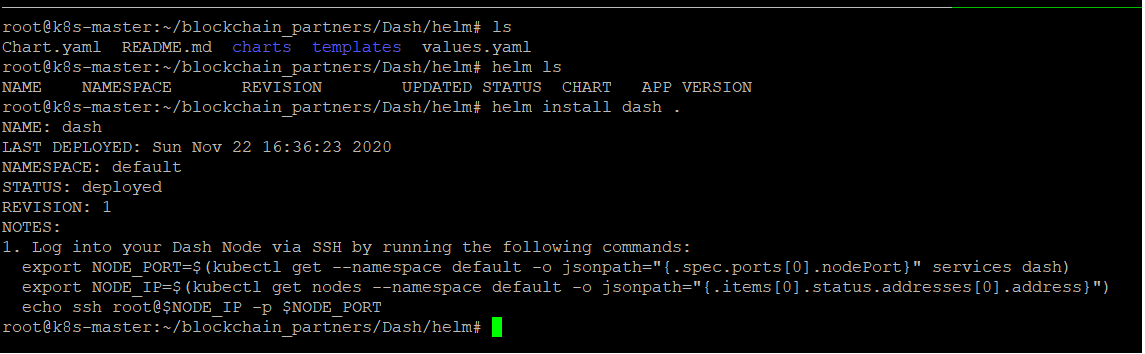 root@k8s-master:~/blockchain_partners/Dash/helm# ls
Chart.yaml  README.md  charts  templates  values.yaml
root@k8s-master:~/blockchain_partners/Dash/helm# helm ls
NAME    NAMESPACE       REVISION        UPDATED STATUS  CHART   APP VERSION
root@k8s-master:~/blockchain_partners/Dash/helm# helm install dash .
NAME: dash
LAST DEPLOYED: Sun Nov 22 16:36:23 2020
NAMESPACE: default
STATUS: deployed
REVISION: 1
NOTES:
1. Log into your Dash Node via SSH by running the following commands:
  export NODE_PORT=$(kubectl get --namespace default -o jsonpath="{.spec.ports[0].nodePort}" services dash)
  export NODE_IP=$(kubectl get nodes --namespace default -o jsonpath="{.items[0].status.addresses[0].address}")
  echo ssh root@$NODE_IP -p $NODE_PORT
root@k8s-master:~/blockchain_partners/Dash/helm#